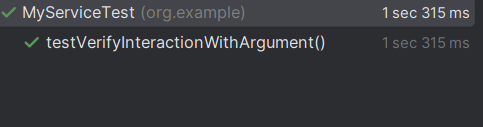 MyServiceTest (org.example) 1 sec 315 ms
testVerifyInteractionWithArgument() 1 sec 315 ms